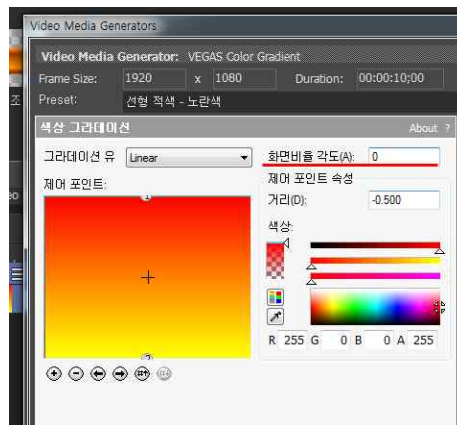 Video Media Generators
Video Media Generator: VEGAS Color Gradient
Frame Size: 1920 x 1080 Duration: 00:00:10;00
조 Preset: 선형 적색 - 노란색
색상 그라데이션 About ?
그라데이션 유 Linear 화면비율 각도(A): 0
제어 포인트: 제어 포인트 속성
거리(D): -0.500
색상:
1
2
R 255 G 0 B 0 A 255